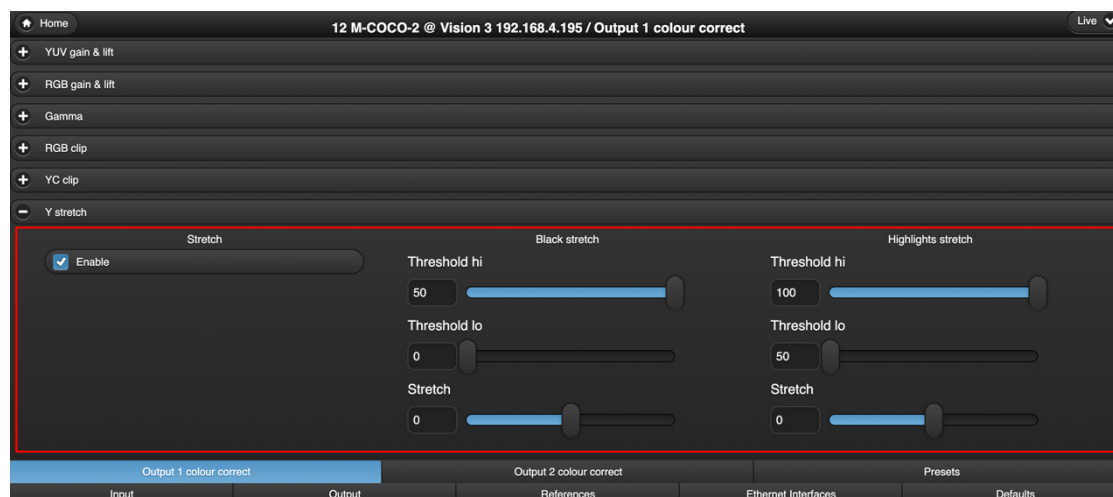 Home
12 M-COCO-2 @ Vision 3 192.168.4.195 / Output 1 colour correct
Live
YUV gain & lift
RGB gain & lift
Gamma
RGB clip
YC clip
Y stretch
Stretch Black stretch Highlights stretch
Enable Threshold hi Threshold hi
50 100
Threshold lo Threshold lo
0 50
Stretch Stretch
0 0
Output 1 colour correct Output 2 colour correct Presets
Input Output References Ethernet Interfaces Defaults